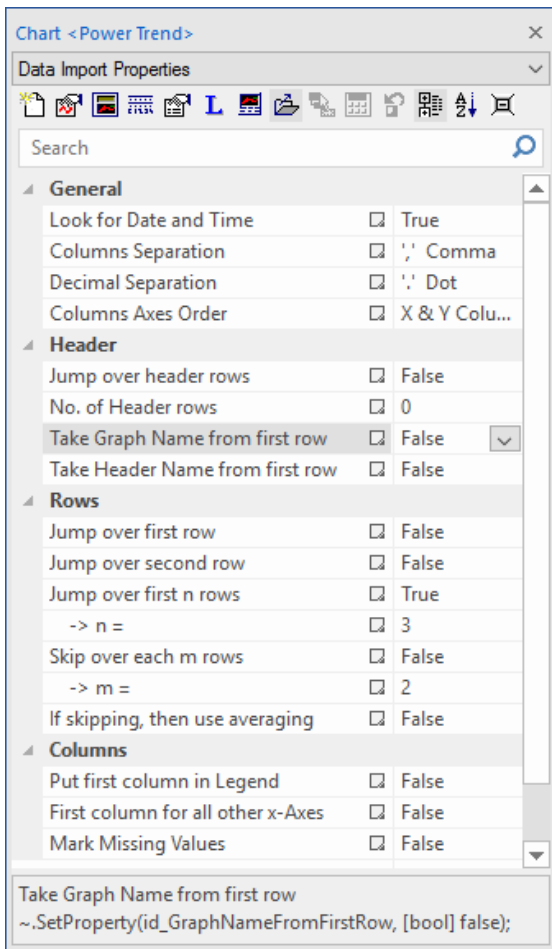 Chart <Power Trend>
Data Import Properties
L
Search
General
Look for Date and Time True
Columns Separation ',' Comma
Decimal Separation '.' Dot
Columns Axes Order X & Y Colu...
Header
Jump over header rows False
No. of Header rows 0
Take Graph Name from first row False
Take Header Name from first row False
Rows
Jump over first row False
Jump over second row False
Jump over first n rows True
-> n = 3
Skip over each m rows False
-> m = 2
If skipping, then use averaging False
Columns
Put first column in Legend False
First column for all other x-Axes False
Mark Missing Values False
Take Graph Name from first row
~.SetProperty(id_GraphNameFromFirstRow, [bool] false);